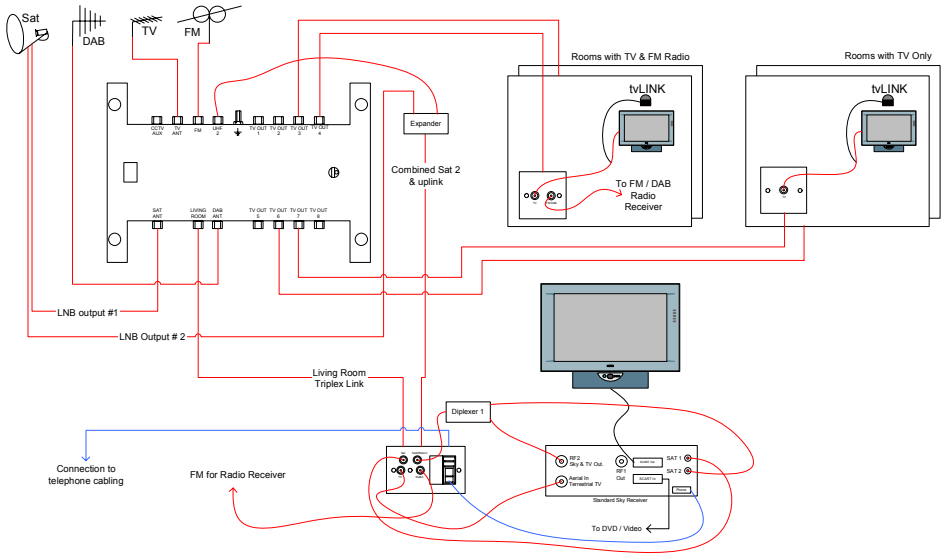 Sat
DAB
TV
FM
Rooms with TV & FM Radio
Rooms with TV Only
tvLINK
tvLINK
CCTV
AUX
TV
ANT
FM
UHF
2
TV OUT
1
TV OUT
2
TV OUT
3
TV OUT
4
Expander
Combined Sat 2
& uplink
To FM / DAB
Radio
Receiver
TV
TV
SAT
ANT
LIVING
ROOM
DAB
ANT
TV OUT
5
TV OUT
6
TV OUT
7
TV OUT
8
LNB output #1
LNB Output # 2
Living Room
Triplex Link
Diplexer 1
Connection to
telephone cabling
FM for Radio Receiver
RF2
Sky & TV Out.
RF1
Out
SAT 1
SAT 2
Aerial In
Terrestrial TV
SCART In
Phone
Standard Sky Receiver
To DVD / Video